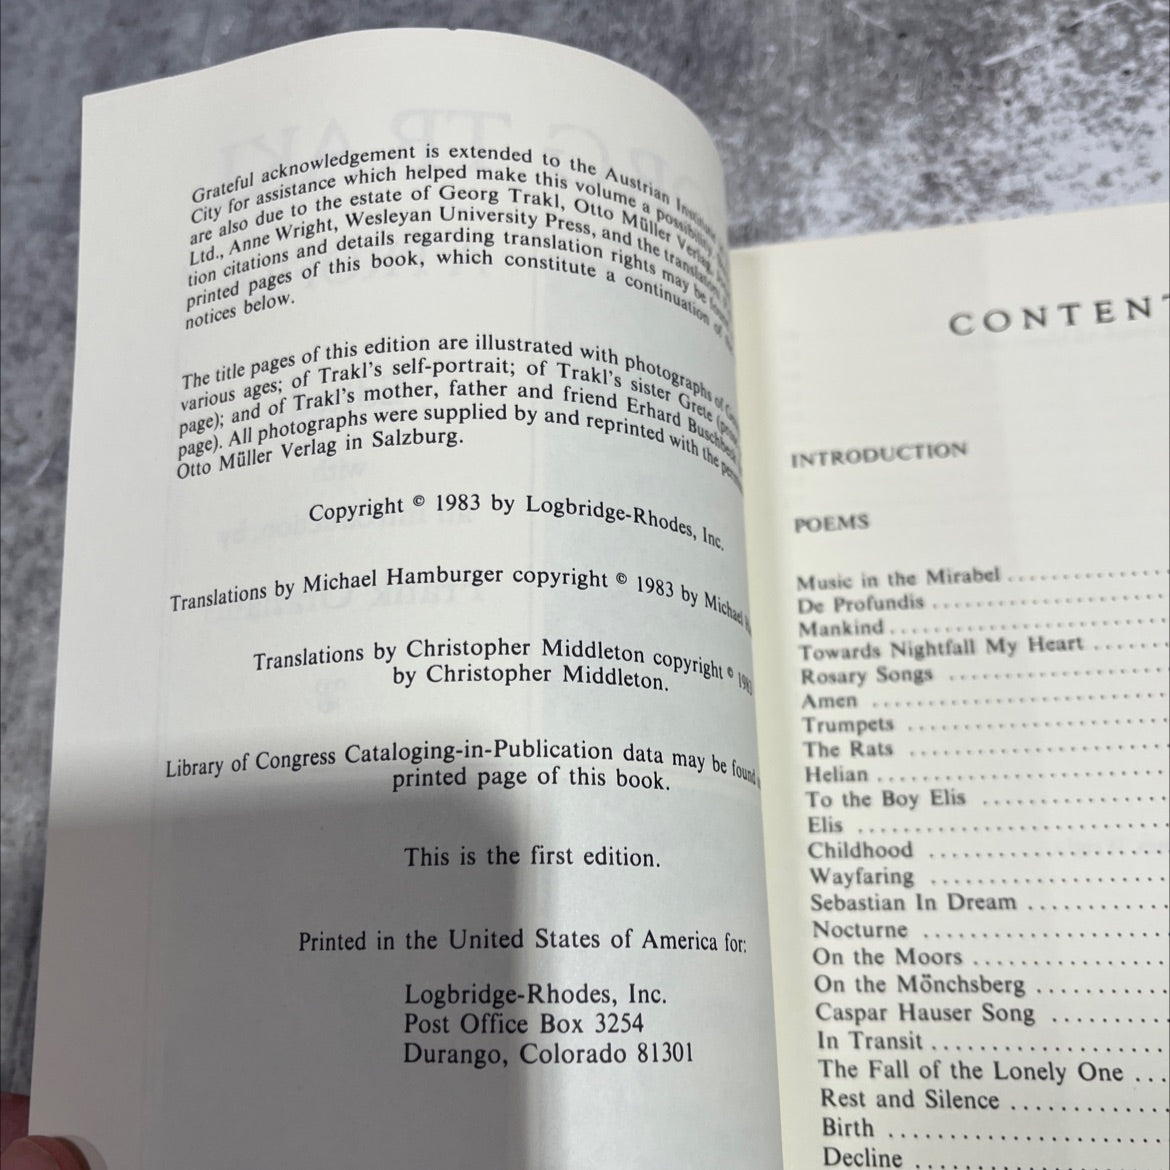 Grateful acknowledgement is extended to the Austrian Institute
City for assistance which helped make this volume a possibility.
are also due to the estate of Georg Trakl, Otto Müller Verlag,
Ltd., Anne Wright, Wesleyan University Press, and the
tion citations and details regarding translation rights may be
printed pages of this book, which constitute a continuation of
notices below.
The title pages of this edition are illustrated with photographs of
various ages; of Trakl's self-portrait; of Trakl's sister Grete
page); and of Trakl's mother, father and friend Erhard Buschbeck
page). All photographs were supplied by and reprinted with the
Otto Müller Verlag in Salzburg.
Copyright © 1983 by Logbridge-Rhodes, Inc.
Translations by Michael Hamburger copyright © 1983 by Michael
Translations by Christopher Middleton copyright ©
by Christopher Middleton.
Library of Congress Cataloging-in-Publication data may be found
printed page of this book.
This is the first edition.
Printed in the United States of America for:
Logbridge-Rhodes, Inc.
Post Office Box 3254
Durango, Colorado 81301
CONTENT
INTRODUCTION
POEMS
Music in the Mirabel
De Profundis
Mankind
Towards Nightfall My Heart
Rosary Songs
Amen
Trumpets
The Rats
Helian
To the Boy Elis
Elis
Childhood
Wayfaring
Sebastian In Dream
Nocturne
On the Moors
On the Mönchsberg
Caspar Hauser Song
In Transit
The Fall of the Lonely One
Rest and Silence
Birth
Decline